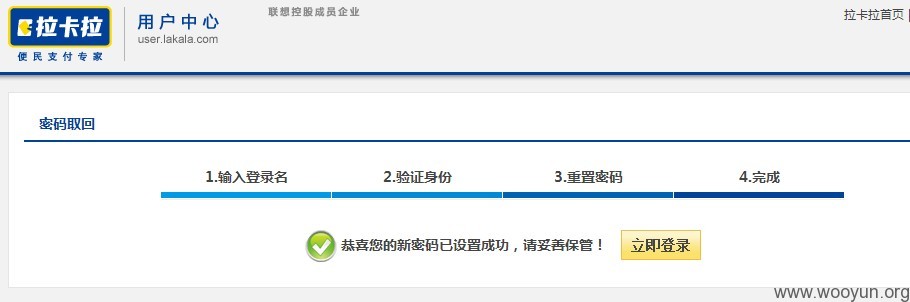 拉卡拉
便民支付专家
用户中心
user.lakala.com
联想控股成员企业
拉卡拉首页 |
密码取回
1.输入登录名
2.验证身份
3.重置密码
4.完成
恭喜您的新密码已设置成功，请妥善保管！
立即登录
www.wooyun.org